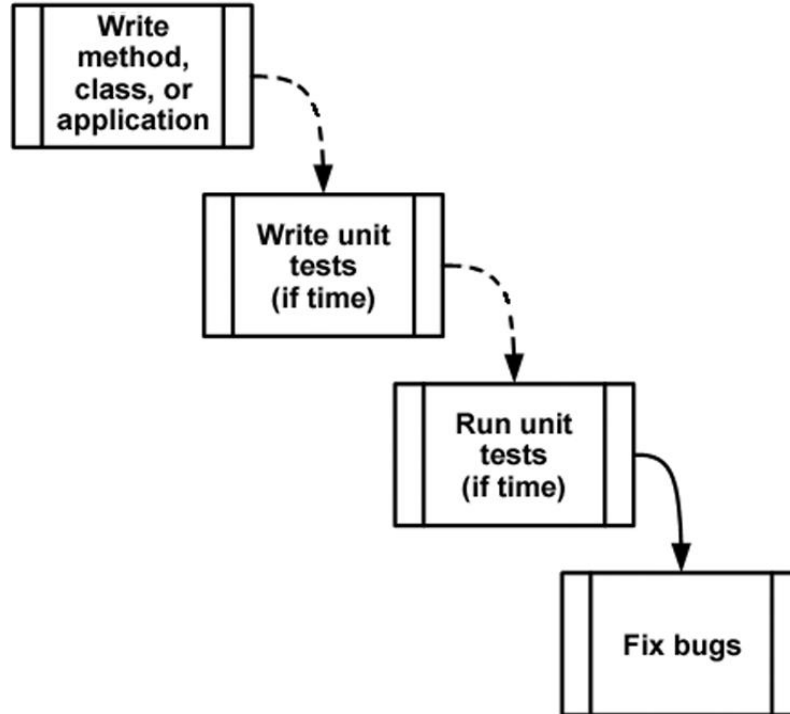 Write
method,
class, or
application
Write unit
tests
(if time)
Run unit
tests
(if time)
Fix bugs